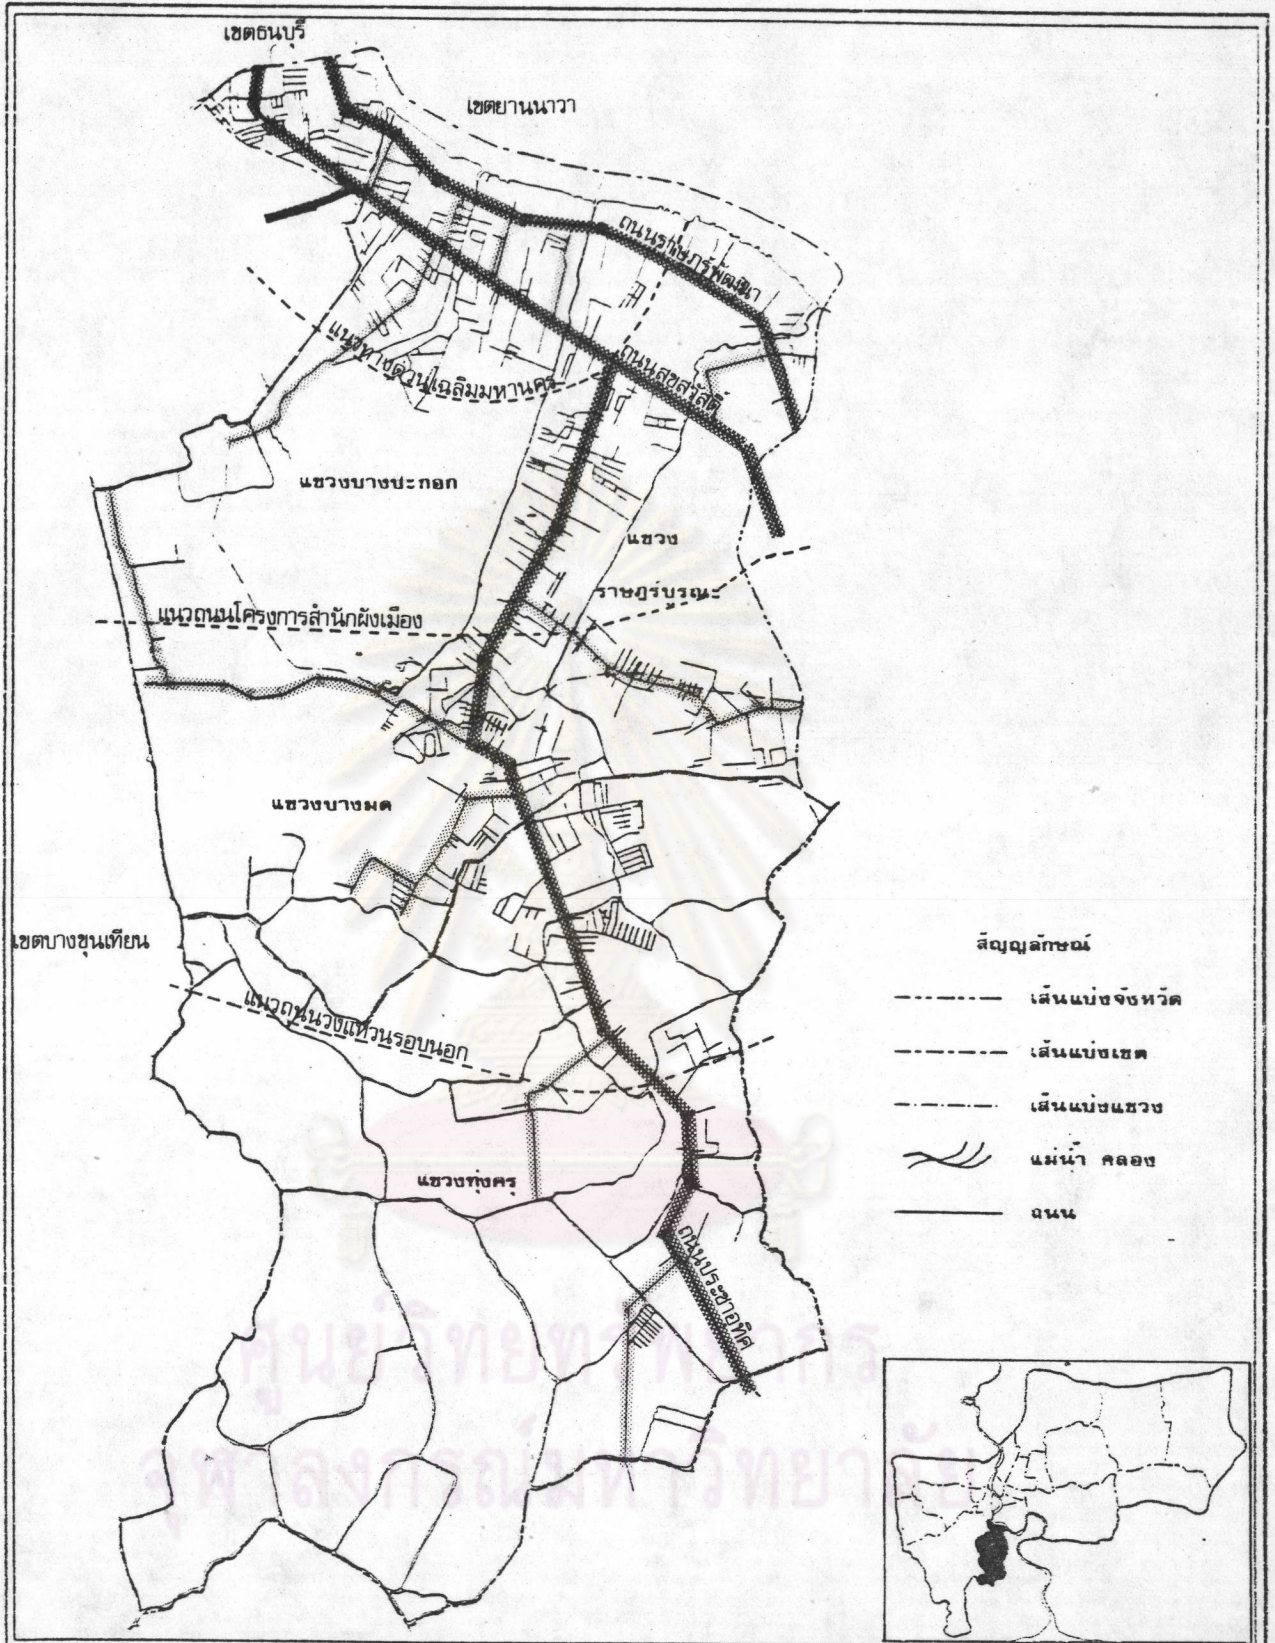 เขตธนบุรี
เขตยานนาวา
ถนนราษฎร์พัฒนา
แนวทางด่วนเฉลิมมหานคร
ถนนสุขสวัสดิ์
แขวงบางปะกอก
แขวง
ราษฎร์บูรณะ
แนวถนนโครงการสำนักผังเมือง
แขวงบางมด
เขตบางขุนเทียน
แนวถนนวงแหวนรอบนอก
แขวงทุ่งครุ
ถนนประชาอุทิศ
สัญญลักษณ์
เส้นแบ่งจังหวัด
เส้นแบ่งเขต
เส้นแบ่งแขวง
แม่น้ำ คลอง
ถนน
ศูนย์วิทยทรัพยากร
จุฬาลงกรณ์มหาวิทยาลัย